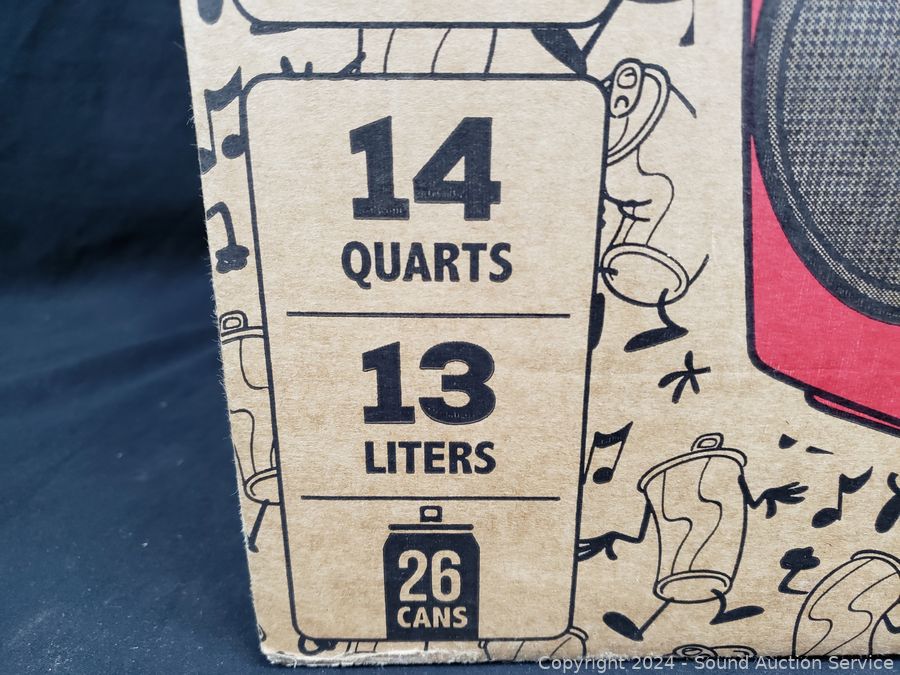 14
QUARTS
13
LITERS
26
CANS
Copyright 2024 - Sound Auction Service